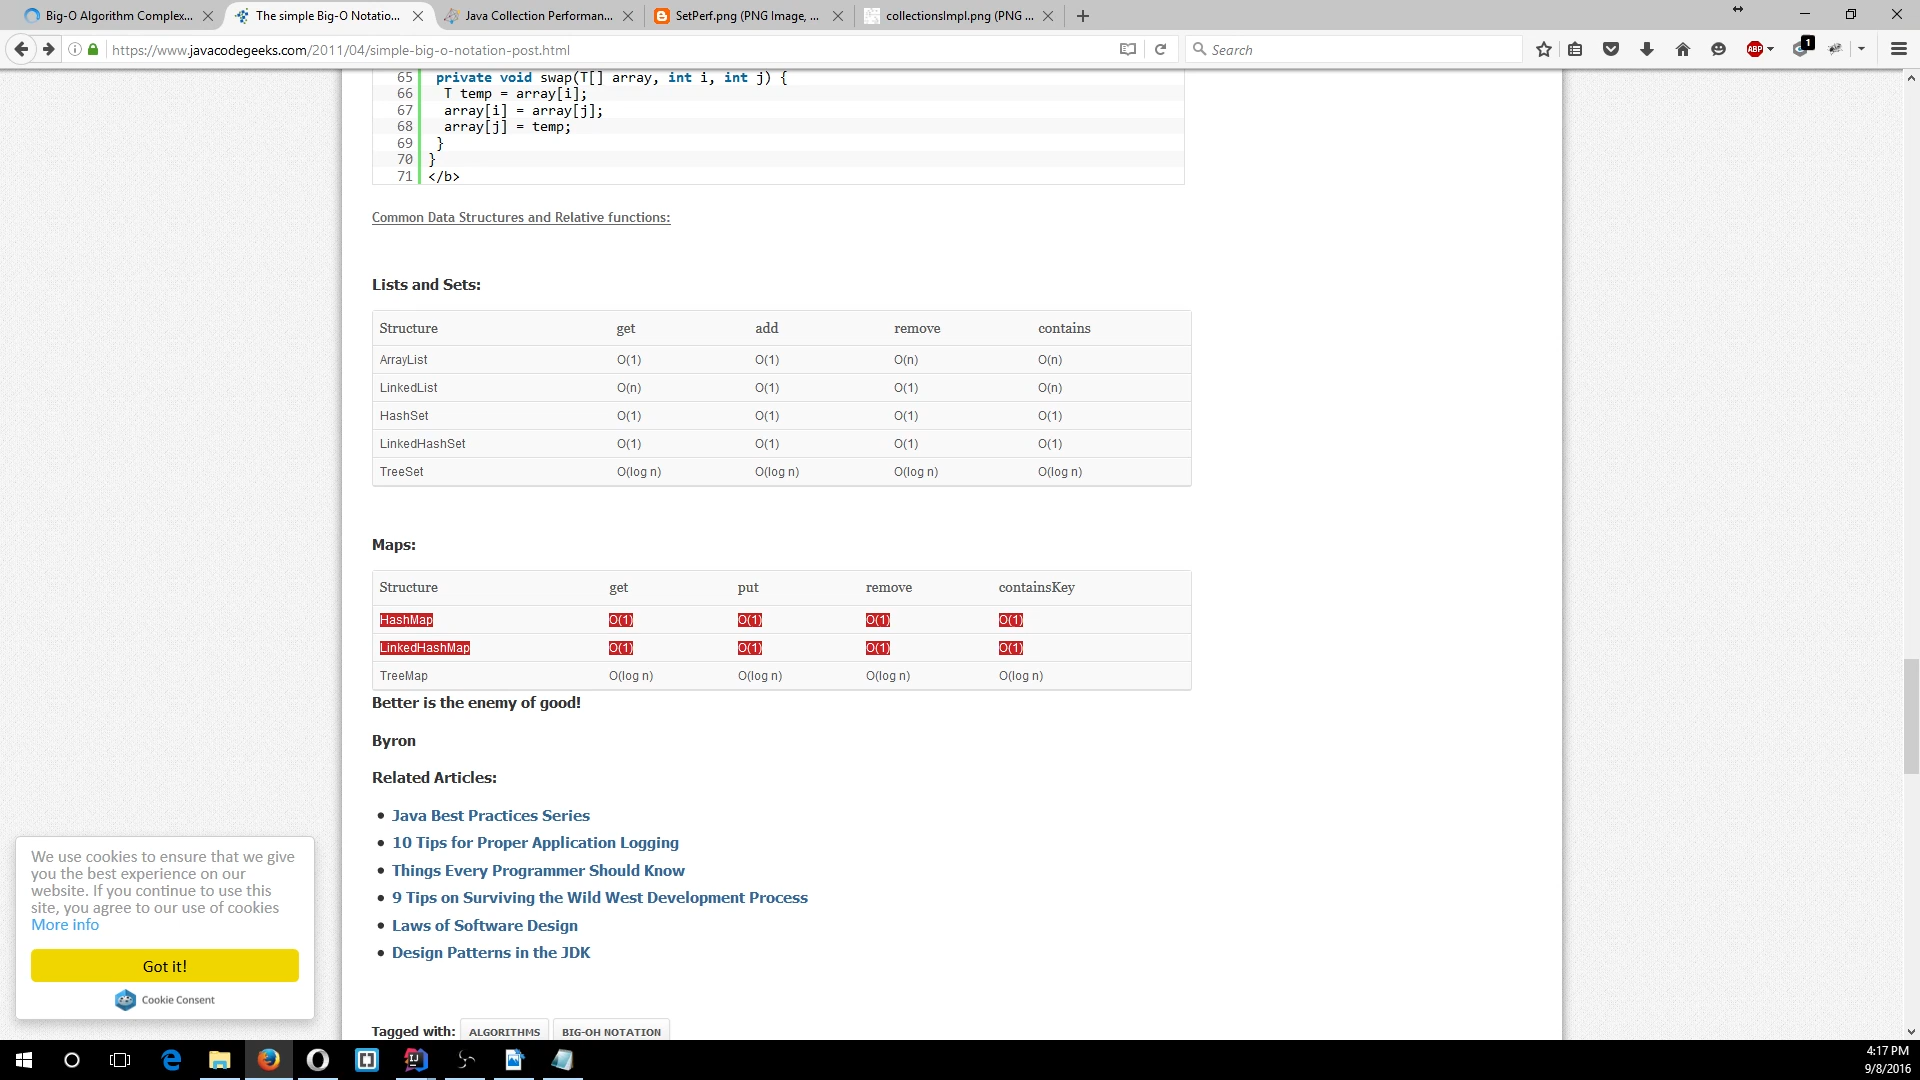 Big-O Algorithm Complex... The simple Big-O Notatio... Java Collection Performan... SetPerf.png (PNG Image, ... collectionsImpl.png (PNG ...
https://www.javacodegeeks.com/2011/04/simple-big-o-notation-post.html Search ABP 1
65 private void swap(T[] array, int i, int j) {
66 T temp = array[i];
67 array[i] = array[j];
68 array[j] = temp;
69 }
70 }
71 </b>
Common Data Structures and Relative functions:
Lists and Sets:
Structure get add remove contains
ArrayList O(1) O(1) O(n) O(n)
LinkedList O(n) O(1) O(1) O(n)
HashSet O(1) O(1) O(1) O(1)
LinkedHashSet O(1) O(1) O(1) O(1)
TreeSet O(log n) O(log n) O(log n) O(log n)
Maps:
Structure get put remove containsKey
HashMap O(1) O(1) O(1) O(1)
LinkedHashMap O(1) O(1) O(1) O(1)
TreeMap O(log n) O(log n) O(log n) O(log n)
Better is the enemy of good!
Byron
Related Articles:
Java Best Practices Series
10 Tips for Proper Application Logging
Things Every Programmer Should Know
9 Tips on Surviving the Wild West Development Process
Laws of Software Design
Design Patterns in the JDK
Tagged with: ALGORITHMS BIG-OH NOTATION
We use cookies to ensure that we give
you the best experience on our
website. If you continue to use this
site, you agree to our use of cookies
More info
Got it!
Cookie Consent
4:17 PM
9/8/2016